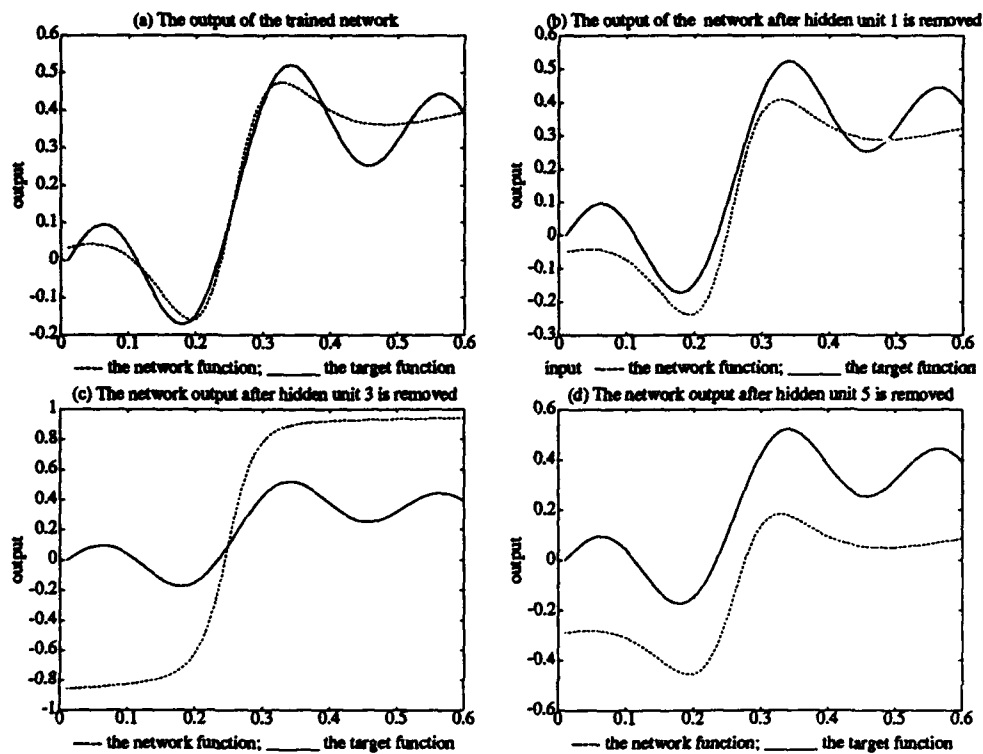 (a) The output of the trained network
0.6
0.5
0.4
0.3
0.2
0.1
0
-0.1
-0.2
output
0 0.1 0.2 0.3 0.4 0.5 0.6
---- the network function; ______ the target function
(b) The output of the network after hidden unit 1 is removed
0.6
0.5
0.4
0.3
0.2
0.1
0
-0.1
-0.2
-0.3
output
0 0.1 0.2 0.3 0.4 0.5 0.6
input ---- the network function; ______ the target function
(c) The network output after hidden unit 3 is removed
1
0.8
0.6
0.4
0.2
0
-0.2
-0.4
-0.6
-0.8
-1
output
0 0.1 0.2 0.3 0.4 0.5 0.6
---- the network function; ______ the target function
(d) The network output after hidden unit 5 is removed
0.6
0.4
0.2
0
-0.2
-0.4
-0.6
output
0 0.1 0.2 0.3 0.4 0.5 0.6
---- the network function; ______ the target function